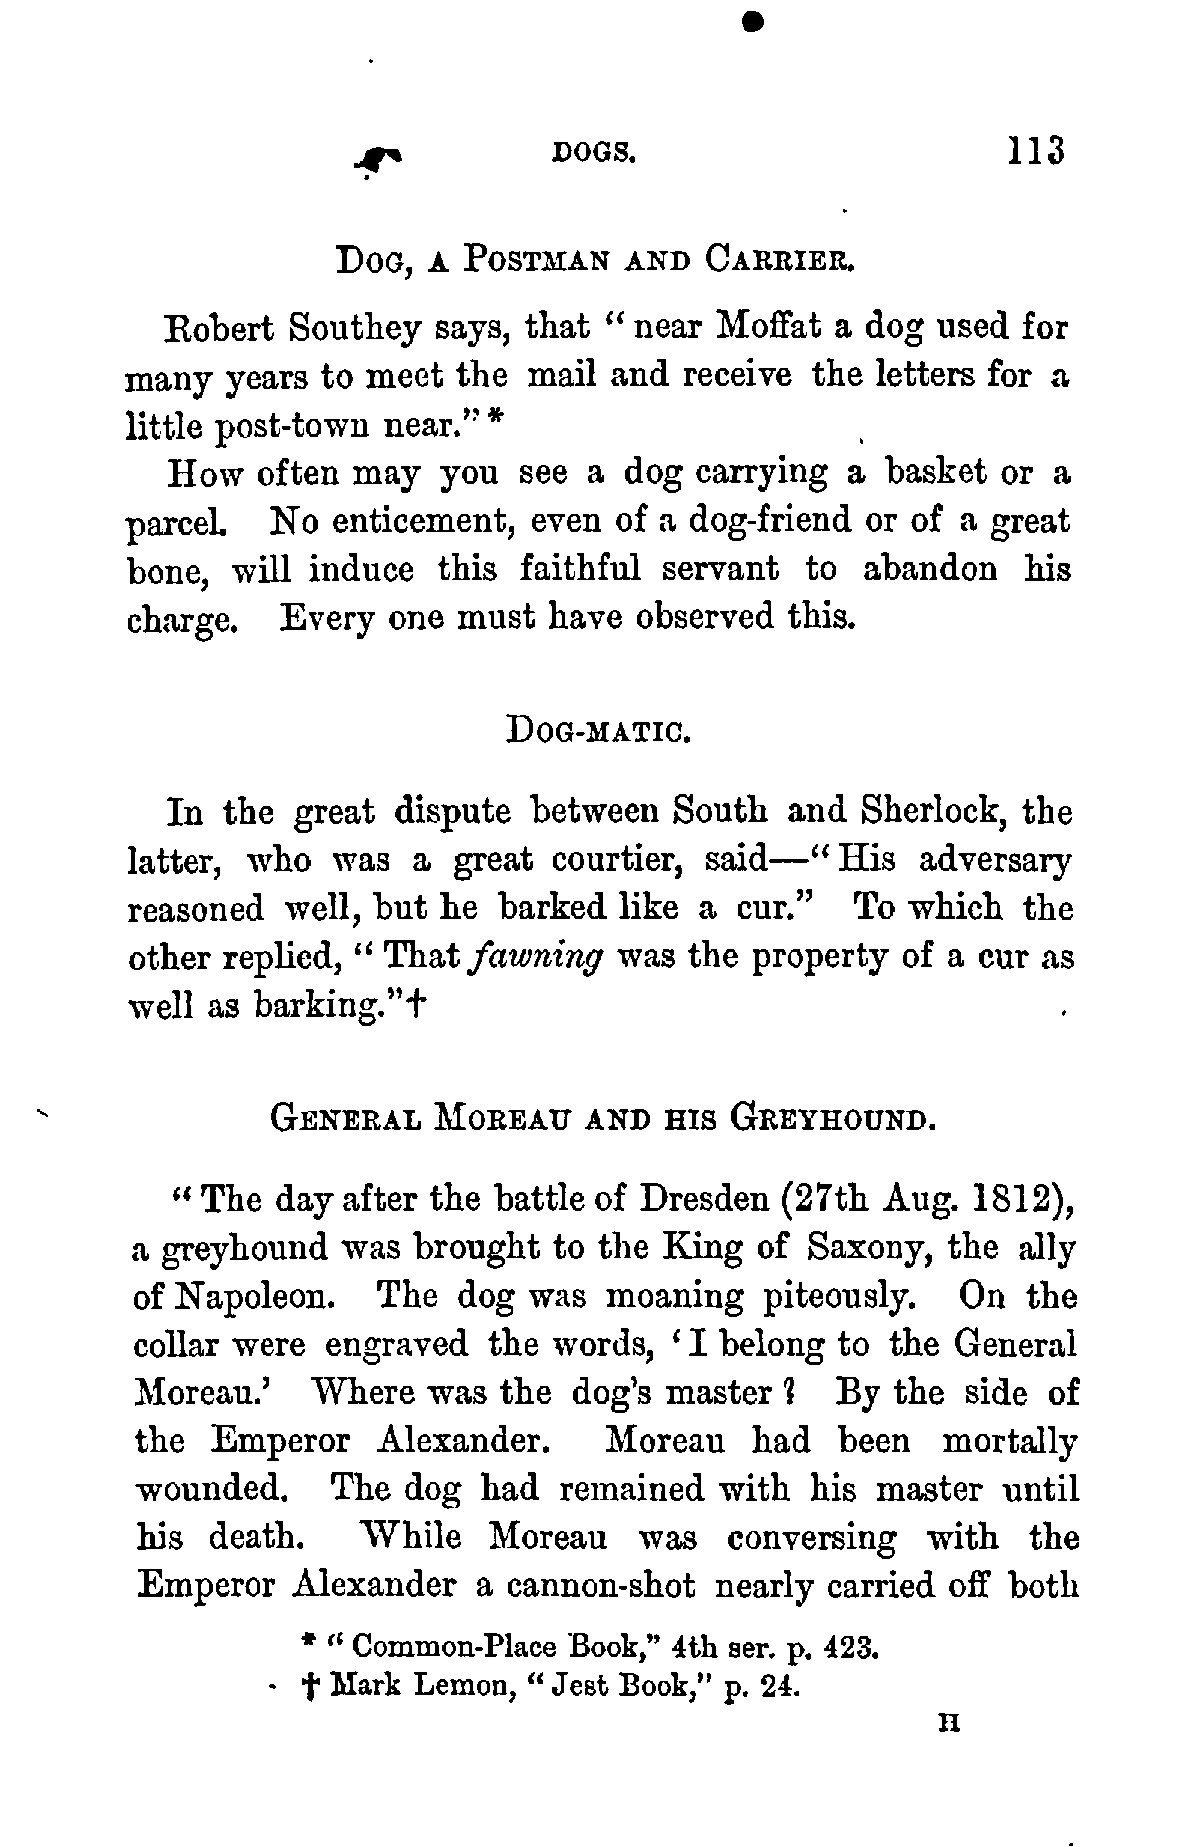 DOGS. 113
DOG, A POSTMAN AND CARRIER.
Robert Southey says, that “near Moffat a dog used for
many years to meet the mail and receive the letters for a
little post-town near.”*
How often may you see a dog carrying a basket or a
parcel. No enticement, even of a dog-friend or of a great
bone, will induce this faithful servant to abandon his
charge. Every one must have observed this.
DOG-MATIC.
In the great dispute between South and Sherlock, the
latter, who was a great courtier, said—“His adversary
reasoned well, but he barked like a cur.” To which the
other replied, “That fawning was the property of a cur as
well as barking.”†
GENERAL MOREAU AND HIS GREYHOUND.
“The day after the battle of Dresden (27th Aug. 1812),
a greyhound was brought to the King of Saxony, the ally
of Napoleon. The dog was moaning piteously. On the
collar were engraved the words, ‘I belong to the General
Moreau.’ Where was the dog’s master? By the side of
the Emperor Alexander. Moreau had been mortally
wounded. The dog had remained with his master until
his death. While Moreau was conversing with the
Emperor Alexander a cannon-shot nearly carried off both
* “Common-Place Book,” 4th ser. p. 423.
† Mark Lemon, “Jest Book,” p. 24.
H